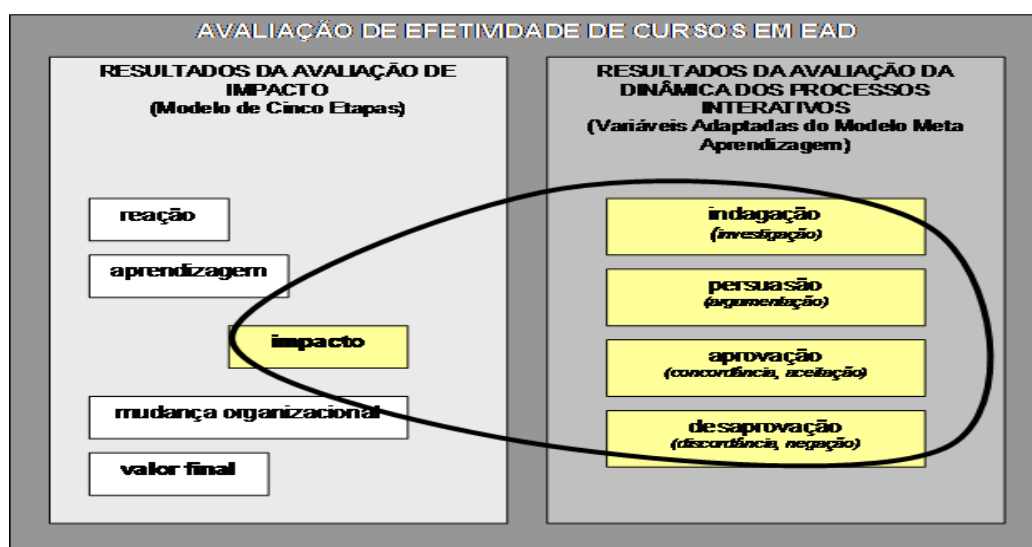 AVALIAÇÃO DE EFETIVIDADE DE CURSOS EM EAD
RESULTADOS DA AVALIAÇÃO DE
IMPACTO
(Modelo de Cinco Etapas)
reação
aprendizagem
impacto
mudança organizacional
valor final
RESULTADOS DA AVALIAÇÃO DA
DINÂMICA DOS PROCESSOS
INTERATIVOS
(Variáveis Adaptadas do Modelo Meta
Aprendizagem)
indagação
(investigação)
persuasão
(argumentação)
aprovação
(concordância, aceitação)
desaprovação
(discordância, negação)